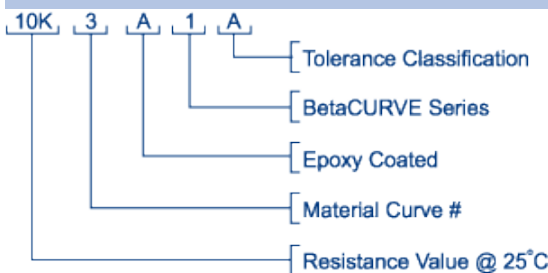 10K 3 A 1 A
Tolerance Classification
BetaCURVE Series
Epoxy Coated
Material Curve #
Resistance Value @ 25°C